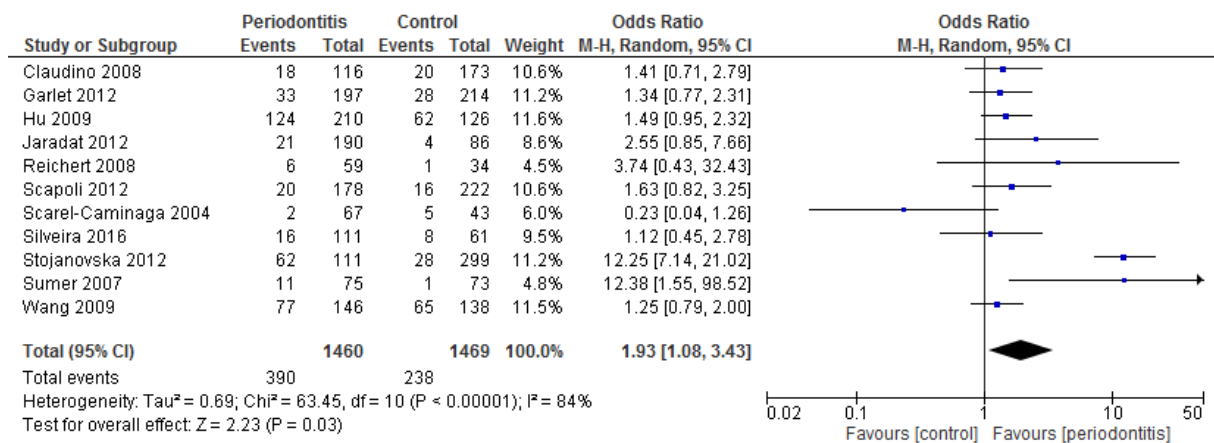 Periodontitis Control Odds Ratio Odds Ratio
Study or Subgroup Events Total Events Total Weight M-H, Random, 95% CI M-H, Random, 95% CI
Claudino 2008 18 116 20 173 10.6% 1.41 [0.71, 2.79]
Garlet 2012 33 197 28 214 11.2% 1.34 [0.77, 2.31]
Hu 2009 124 210 62 126 11.6% 1.49 [0.95, 2.32]
Jaradat 2012 21 190 4 86 8.6% 2.55 [0.85, 7.66]
Reichert 2008 6 59 1 34 4.5% 3.74 [0.43, 32.43]
Scapoli 2012 20 178 16 222 10.6% 1.63 [0.82, 3.25]
Scarel-Caminaga 2004 2 67 5 43 6.0% 0.23 [0.04, 1.26]
Silveira 2016 16 111 8 61 9.5% 1.12 [0.45, 2.78]
Stojanovska 2012 62 111 28 299 11.2% 12.25 [7.14, 21.02]
Sumer 2007 11 75 1 73 4.8% 12.38 [1.55, 98.52]
Wang 2009 77 146 65 138 11.5% 1.25 [0.79, 2.00]
Total (95% CI) 1460 1469 100.0% 1.93 [1.08, 3.43]
Total events 390 238
Heterogeneity: Tau² = 0.69; Chi² = 63.45, df = 10 (P < 0.00001); I² = 84%
Test for overall effect: Z = 2.23 (P = 0.03)
0.02 0.1 1 10 50
Favours [control] Favours [periodontitis]